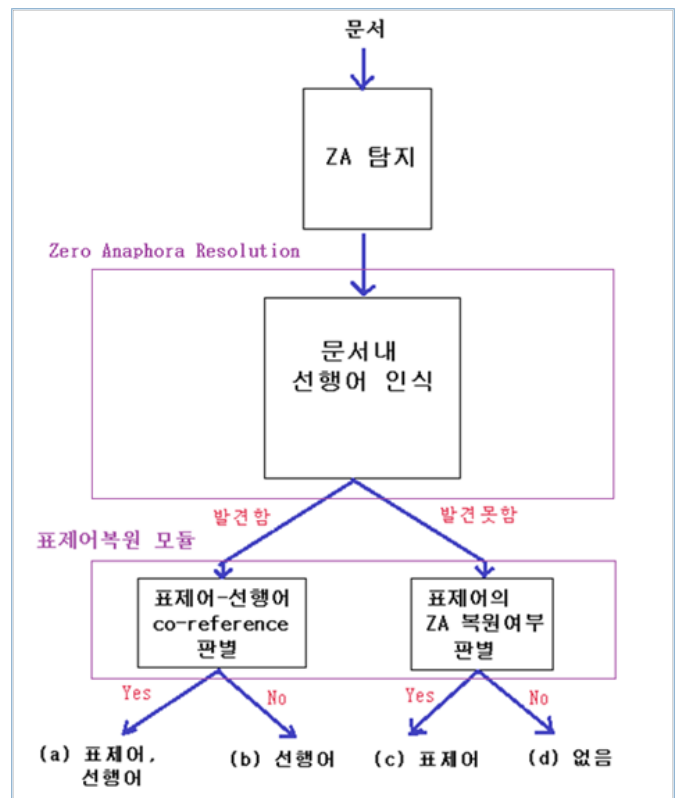 문서
ZA 탐지
Zero Anaphora Resolution
문서내
선행어 인식
발견함
발견못함
표제어복원 모듈
표제어-선행어
co-reference
판별
표제어의
ZA 복원여부
판별
Yes
No
Yes
No
(a) 표제어,
선행어
(b) 선행어
(c) 표제어
(d) 없음